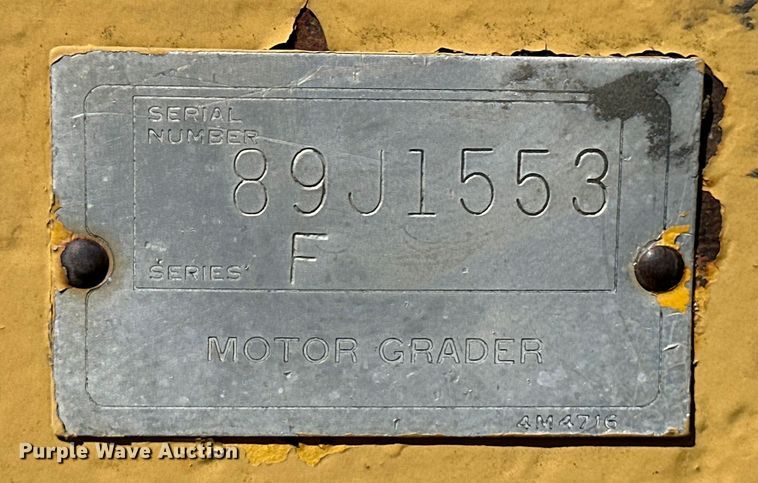 SERIAL
NUMBER
89J1553
SERIES F
MOTOR GRADER
4M4716
Purple Wave Auction